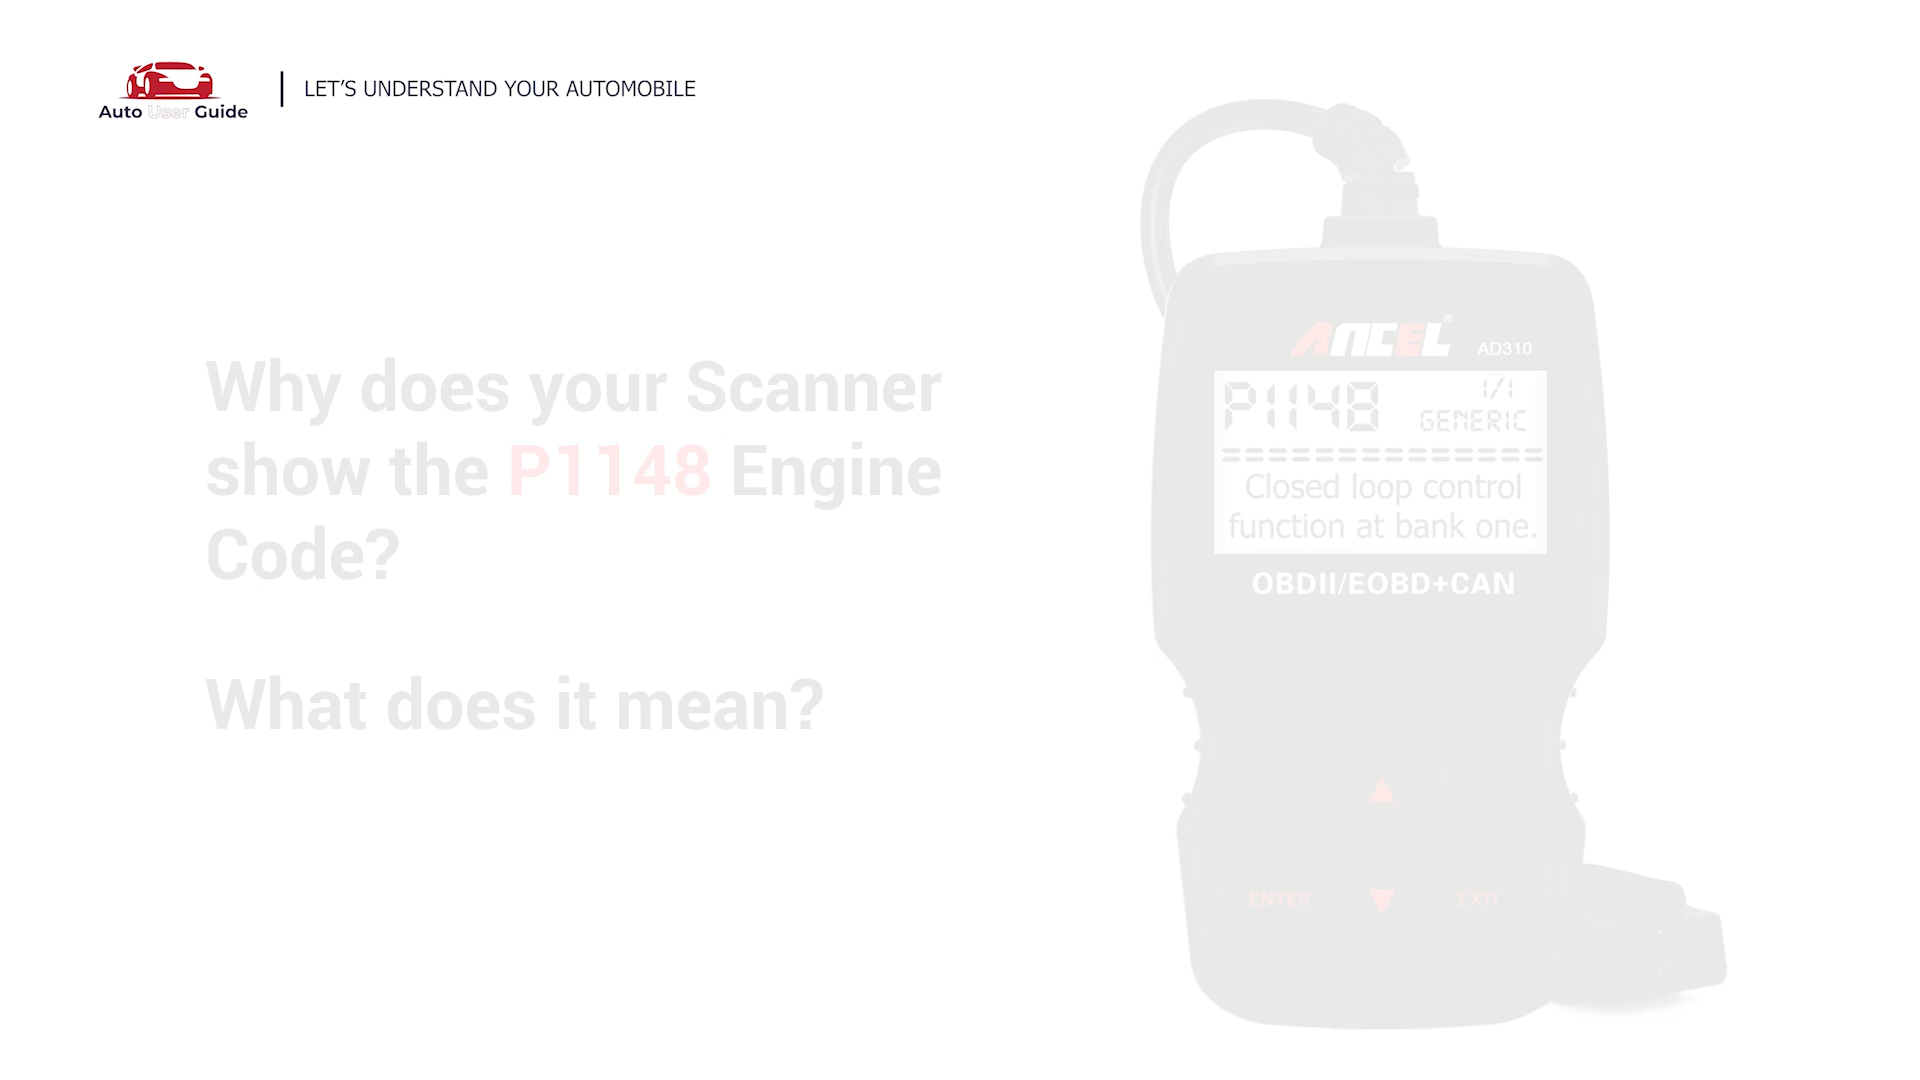 Auto User Guide
LET'S UNDERSTAND YOUR AUTOMOBILE
Why does your Scanner
show the P1148 Engine
Code?
What does it mean?
ANCEL®
AD310
P1148
1/1
GENERIC
Closed loop control
function at bank one.
OBDII/EOBD+CAN
ENTER
EXIT